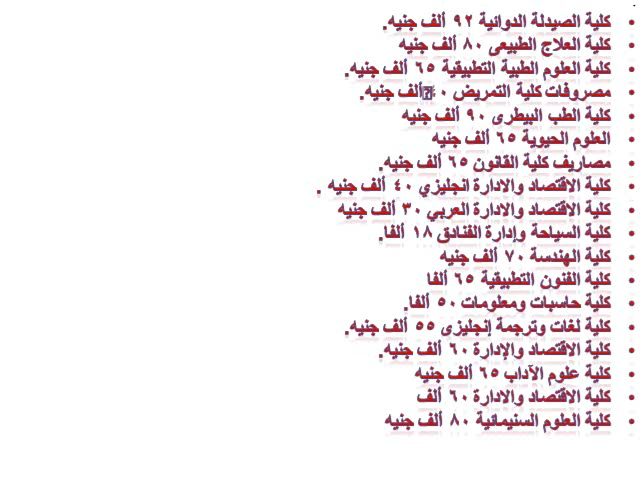 كلية الصيدلة الدوائية ٩٢ ألف جنيه.
كلية العلاج الطبيعى ٨٠ ألف جنيه
كلية العلوم الطبية التطبيقية ٦٥ ألف جنيه.
مصروفات كلية التمريض ٠ ألف جنيه.
كلية الطب البيطرى ٩٠ ألف جنيه
العلوم الحيوية ٦٥ ألف جنيه
مصاريف كلية القانون ٦٥ ألف جنيه.
كلية الاقتصاد والادارة انجليزي ٤٠ ألف جنيه .
كلية الاقتصاد والادارة العربي ٣٠ ألف جنيه
كلية السياحة وإدارة الفنادق ١٨ ألفا.
كلية الهندسة ٧٠ ألف جنيه
كلية الفنون التطبيقية ٦٥ ألفا
كلية حاسبات ومعلومات ٥٠ ألفا.
كلية لغات وترجمة إنجليزى ٥٥ ألف جنيه.
كلية الاقتصاد والإدارة ٦٠ ألف جنيه.
كلية علوم الآداب ٦٥ ألف جنيه
كلية الاقتصاد والادارة ٦٠ ألف
كلية العلوم السنيمائية ٨٠ ألف جنيه